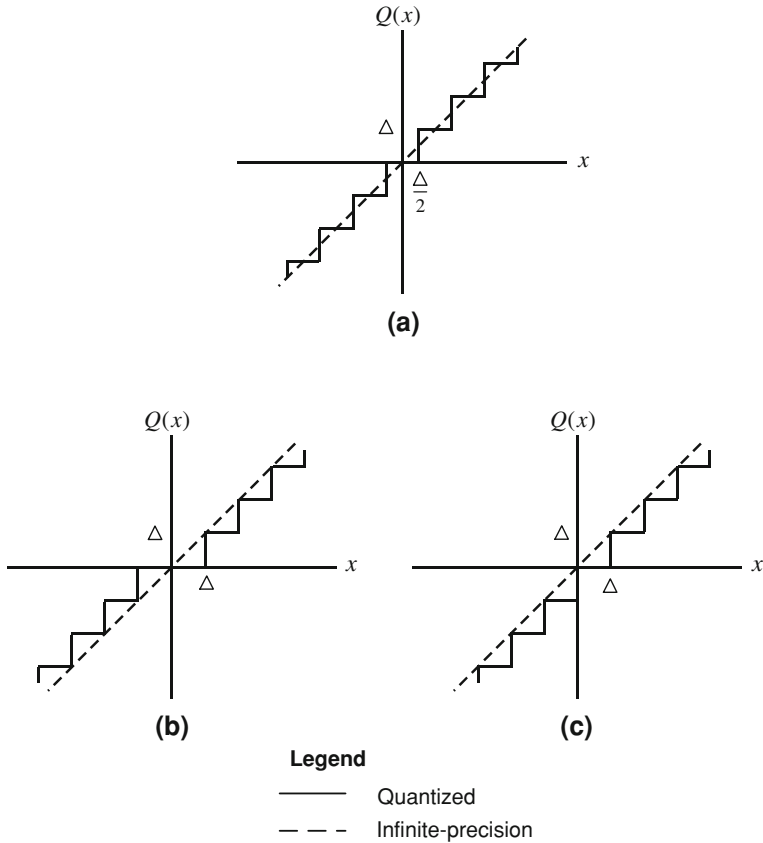 Q(x)
Δ
x
Δ/2
(a)
Q(x)
Δ
x
Δ
(b)
Q(x)
Δ
x
Δ
(c)
Legend
Quantized
Infinite-precision